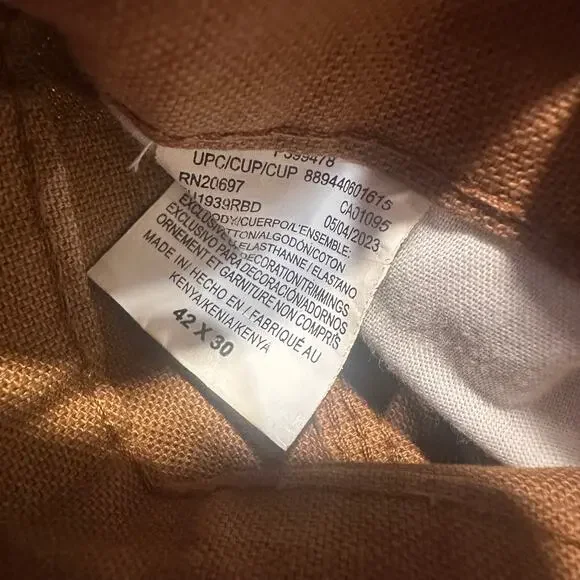 P399478
UPC/CUP/CUP 889440601615
RN20697 CA01095
1939RBD 05/04/2023
BODY/CUERPO/L'ENSEMBLE:
COTTON/ALGODÓN/COTON
ELASTHANNE/ELASTANO
EXCLUSIV DECORATION/TRIMMINGS
EXCLUSIVO PARA DECORACIÓN/ADORNOS
ORNEMENT ET GARNITURE NON COMPRIS
MADE IN/ HECHO EN / FABRIQUÉ AU
KENYA/KENIA/KENYA
42 X 30